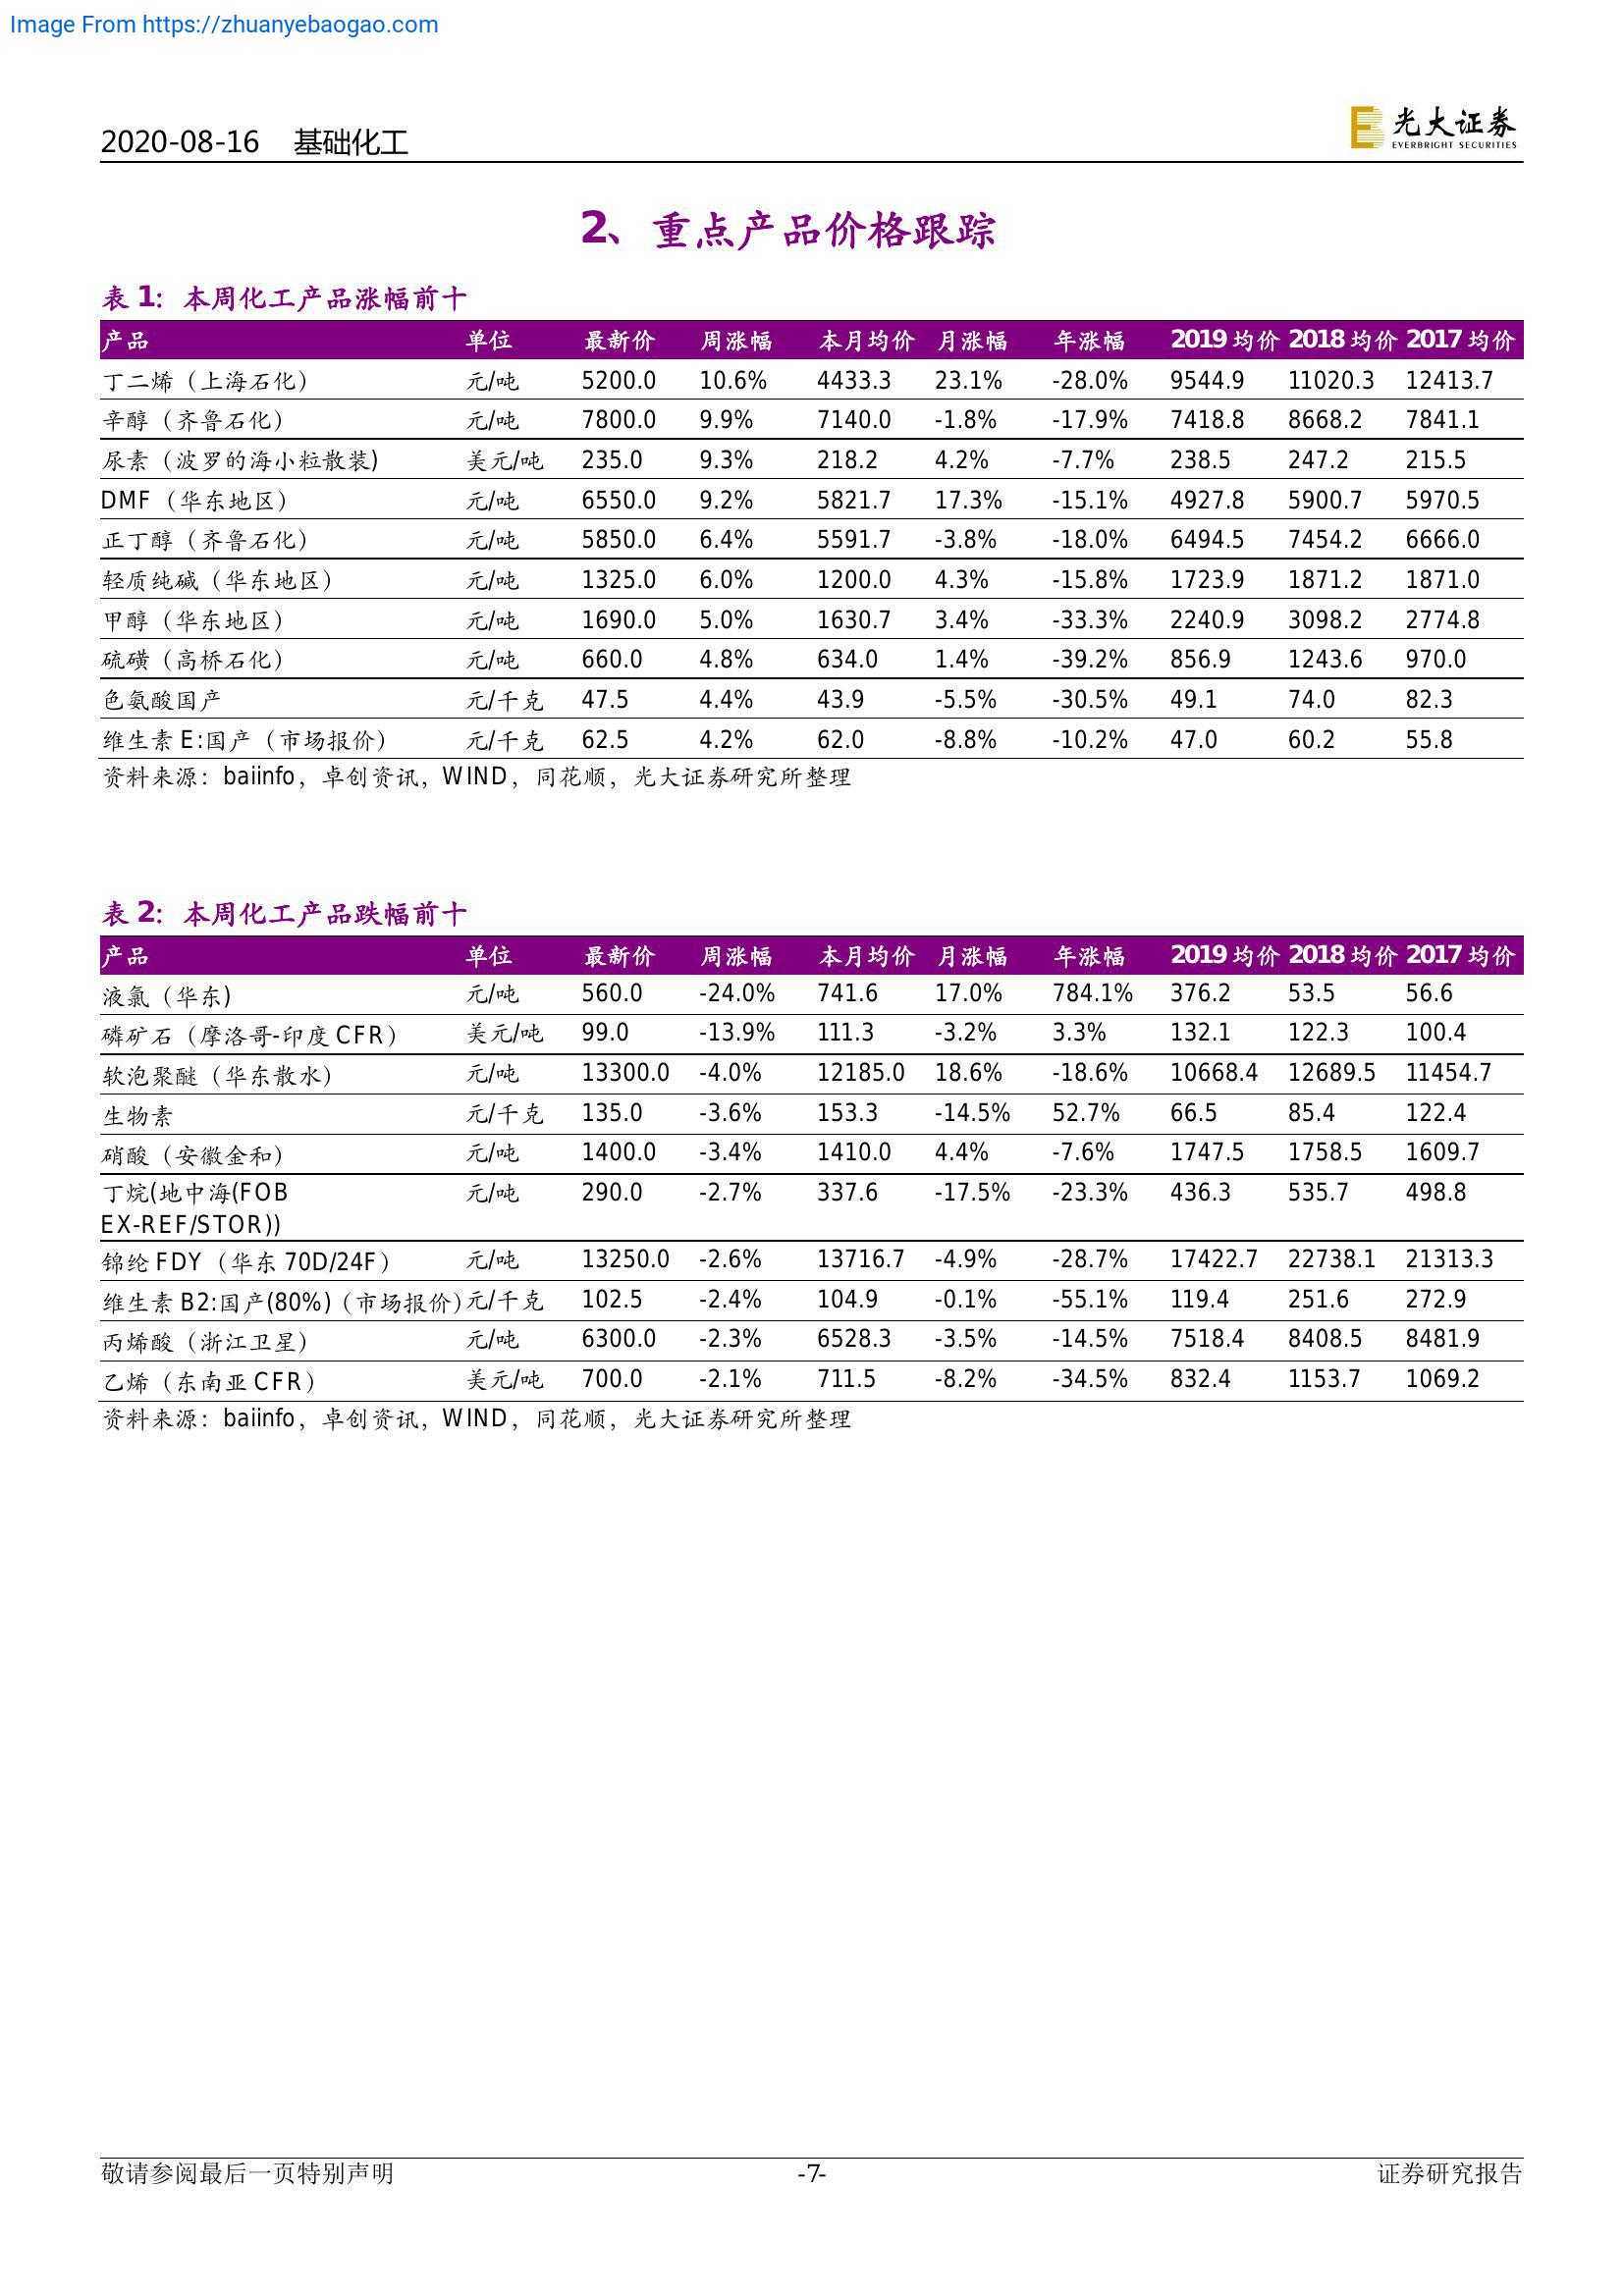 Image From https://zhuanyebaogao.com
2020-08-16 基础化工
光大证券
EVERBRIGHT SECURITIES
2、重点产品价格跟踪
表 1：本周化工产品涨幅前十
产品 单位 最新价 周涨幅 本月均价 月涨幅 年涨幅 2019 均价 2018 均价 2017 均价
丁二烯（上海石化） 元/吨 5200.0 10.6% 4433.3 23.1% -28.0% 9544.9 11020.3 12413.7
辛醇（齐鲁石化） 元/吨 7800.0 9.9% 7140.0 -1.8% -17.9% 7418.8 8668.2 7841.1
尿素（波罗的海小粒散装) 美元/吨 235.0 9.3% 218.2 4.2% -7.7% 238.5 247.2 215.5
DMF（华东地区） 元/吨 6550.0 9.2% 5821.7 17.3% -15.1% 4927.8 5900.7 5970.5
正丁醇（齐鲁石化） 元/吨 5850.0 6.4% 5591.7 -3.8% -18.0% 6494.5 7454.2 6666.0
轻质纯碱（华东地区） 元/吨 1325.0 6.0% 1200.0 4.3% -15.8% 1723.9 1871.2 1871.0
甲醇（华东地区） 元/吨 1690.0 5.0% 1630.7 3.4% -33.3% 2240.9 3098.2 2774.8
硫磺（高桥石化） 元/吨 660.0 4.8% 634.0 1.4% -39.2% 856.9 1243.6 970.0
色氨酸国产 元/千克 47.5 4.4% 43.9 -5.5% -30.5% 49.1 74.0 82.3
维生素 E:国产（市场报价） 元/千克 62.5 4.2% 62.0 -8.8% -10.2% 47.0 60.2 55.8
资料来源：baiinfo，卓创资讯，WIND，同花顺，光大证券研究所整理
表 2：本周化工产品跌幅前十
产品 单位 最新价 周涨幅 本月均价 月涨幅 年涨幅 2019 均价 2018 均价 2017 均价
液氯（华东) 元/吨 560.0 -24.0% 741.6 17.0% 784.1% 376.2 53.5 56.6
磷矿石（摩洛哥-印度 CFR） 美元/吨 99.0 -13.9% 111.3 -3.2% 3.3% 132.1 122.3 100.4
软泡聚醚（华东散水） 元/吨 13300.0 -4.0% 12185.0 18.6% -18.6% 10668.4 12689.5 11454.7
生物素 元/千克 135.0 -3.6% 153.3 -14.5% 52.7% 66.5 85.4 122.4
硝酸（安徽金和） 元/吨 1400.0 -3.4% 1410.0 4.4% -7.6% 1747.5 1758.5 1609.7
丁烷(地中海(FOB 元/吨 290.0 -2.7% 337.6 -17.5% -23.3% 436.3 535.7 498.8
EX-REF/STOR))
锦纶 FDY（华东 70D/24F） 元/吨 13250.0 -2.6% 13716.7 -4.9% -28.7% 17422.7 22738.1 21313.3
维生素 B2:国产(80%)（市场报价) 元/千克 102.5 -2.4% 104.9 -0.1% -55.1% 119.4 251.6 272.9
丙烯酸（浙江卫星） 元/吨 6300.0 -2.3% 6528.3 -3.5% -14.5% 7518.4 8408.5 8481.9
乙烯（东南亚 CFR） 美元/吨 700.0 -2.1% 711.5 -8.2% -34.5% 832.4 1153.7 1069.2
资料来源：baiinfo，卓创资讯，WIND，同花顺，光大证券研究所整理
敬请参阅最后一页特别声明 -7- 证券研究报告